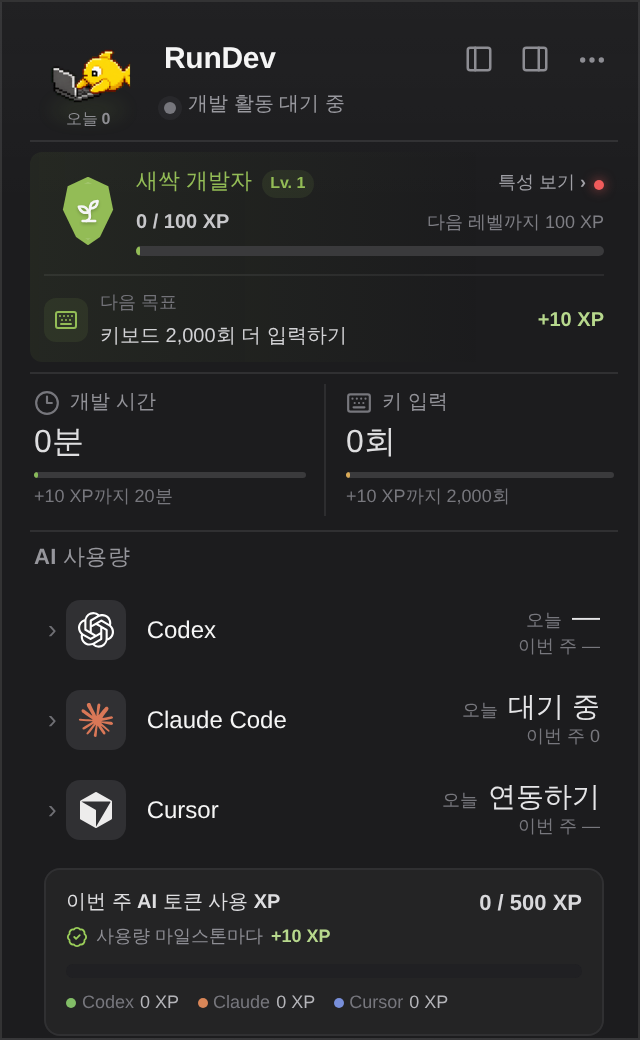 RunDev
개발 활동 대기 중
오늘 0
새싹 개발자 Lv. 1 특성 보기 ›
0 / 100 XP 다음 레벨까지 100 XP
다음 목표
키보드 2,000회 더 입력하기 +10 XP
개발 시간
0분
+10 XP까지 20분
키 입력
0회
+10 XP까지 2,000회
AI 사용량
› Codex 오늘 —
이번 주 —
› Claude Code 오늘 대기 중
이번 주 0
› Cursor 오늘 연동하기
이번 주 —
이번 주 AI 토큰 사용 XP 0 / 500 XP
사용량 마일스톤마다 +10 XP
Codex 0 XP Claude 0 XP Cursor 0 XP